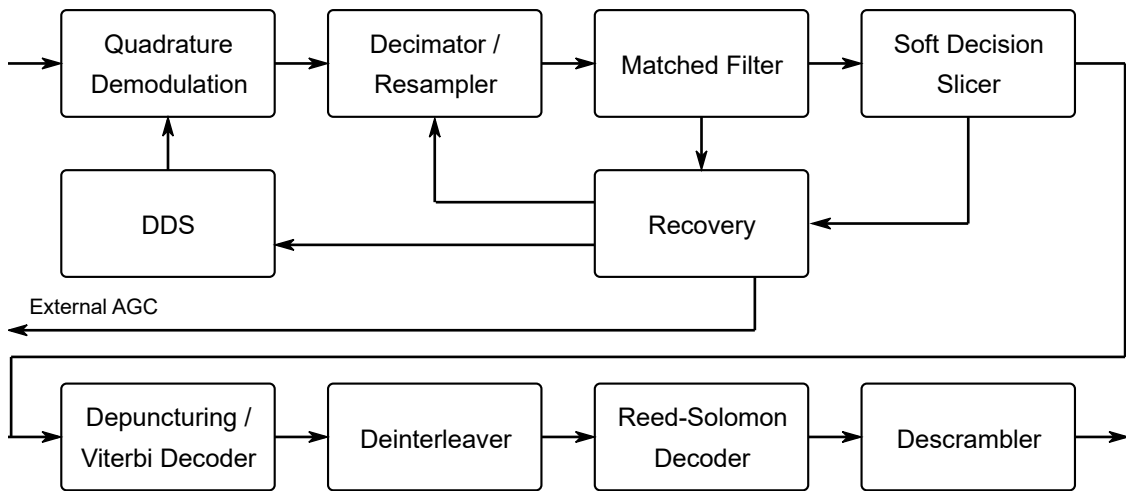 Quadrature
Demodulation
Decimator /
Resampler
Matched Filter
Soft Decision
Slicer
DDS
Recovery
External AGC
Depuncturing /
Viterbi Decoder
Deinterleaver
Reed-Solomon
Decoder
Descrambler